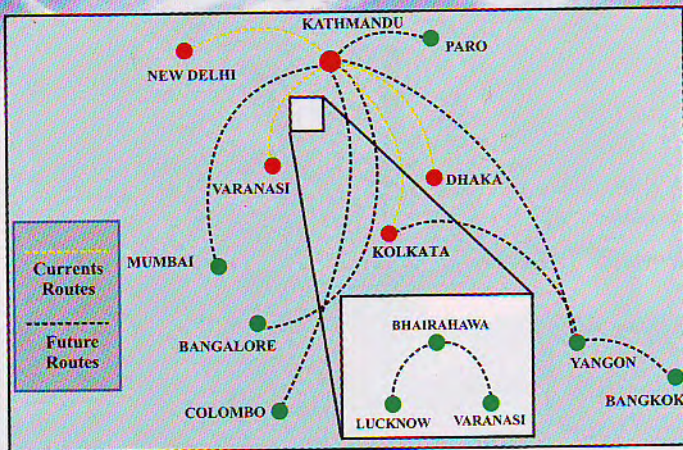 KATHMANDU
PARO
NEW DELHI
VARANASI
DHAKA
KOLKATA
MUMBAI
Currents
Routes
Future
Routes
BANGALORE
COLOMBO
BHAIRAHAWA
LUCKNOW
VARANASI
YANGON
BANGKOK